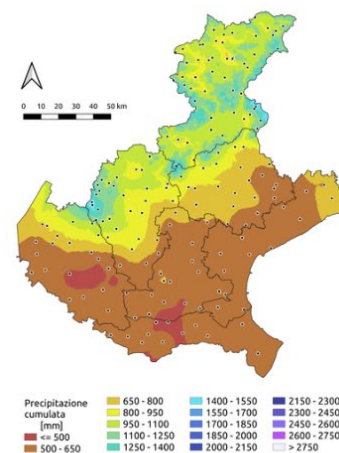 0 10 20 30 40 50 km
Precipitazione cumulata [mm]
<= 500
500 - 650
650 - 800
800 - 950
950 - 1100
1100 - 1250
1250 - 1400
1400 - 1550
1550 - 1700
1700 - 1850
1850 - 2000
2000 - 2150
2150 - 2300
2300 - 2450
2450 - 2600
2600 - 2750
> 2750